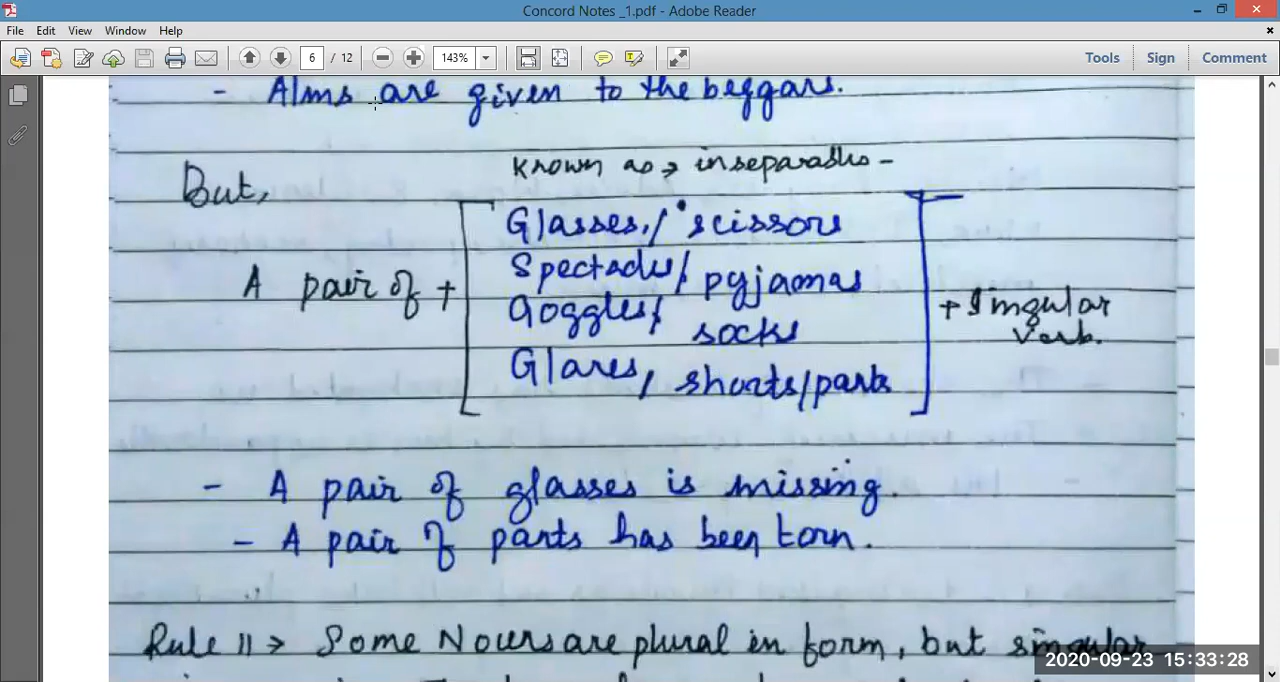 Concord Notes _1.pdf - Adobe Reader
File Edit View Window Help
6 / 12 143% Tools Sign Comment
- Alms are given to the beggars.
Known as → inseparables -
But,
Glasses, / scissors
Spectacles / pyjamas
A pair of + Goggles / socks + Singular Verb.
Glares, shorts/pants
- A pair of glasses is missing.
- A pair of pants has been torn.
Rule 11 → Some Nouns are plural in form, but singular
2020-09-23 15:33:28